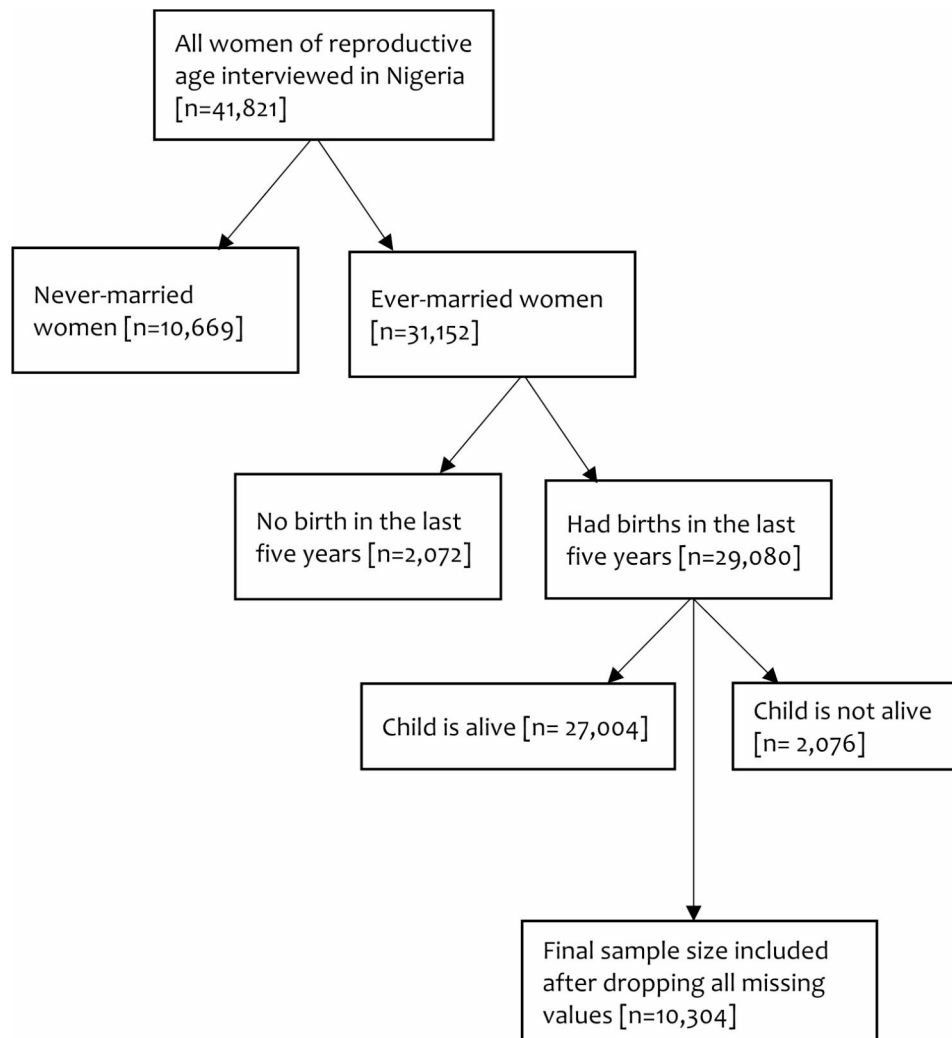 All women of reproductive
age interviewed in Nigeria
[n=41,821]
Never-married
women [n=10,669]
Ever-married women
[n=31,152]
No birth in the last
five years [n=2,072]
Had births in the last
five years [n=29,080]
Child is alive [n= 27,004]
Child is not alive
[n= 2,076]
Final sample size included
after dropping all missing
values [n=10,304]